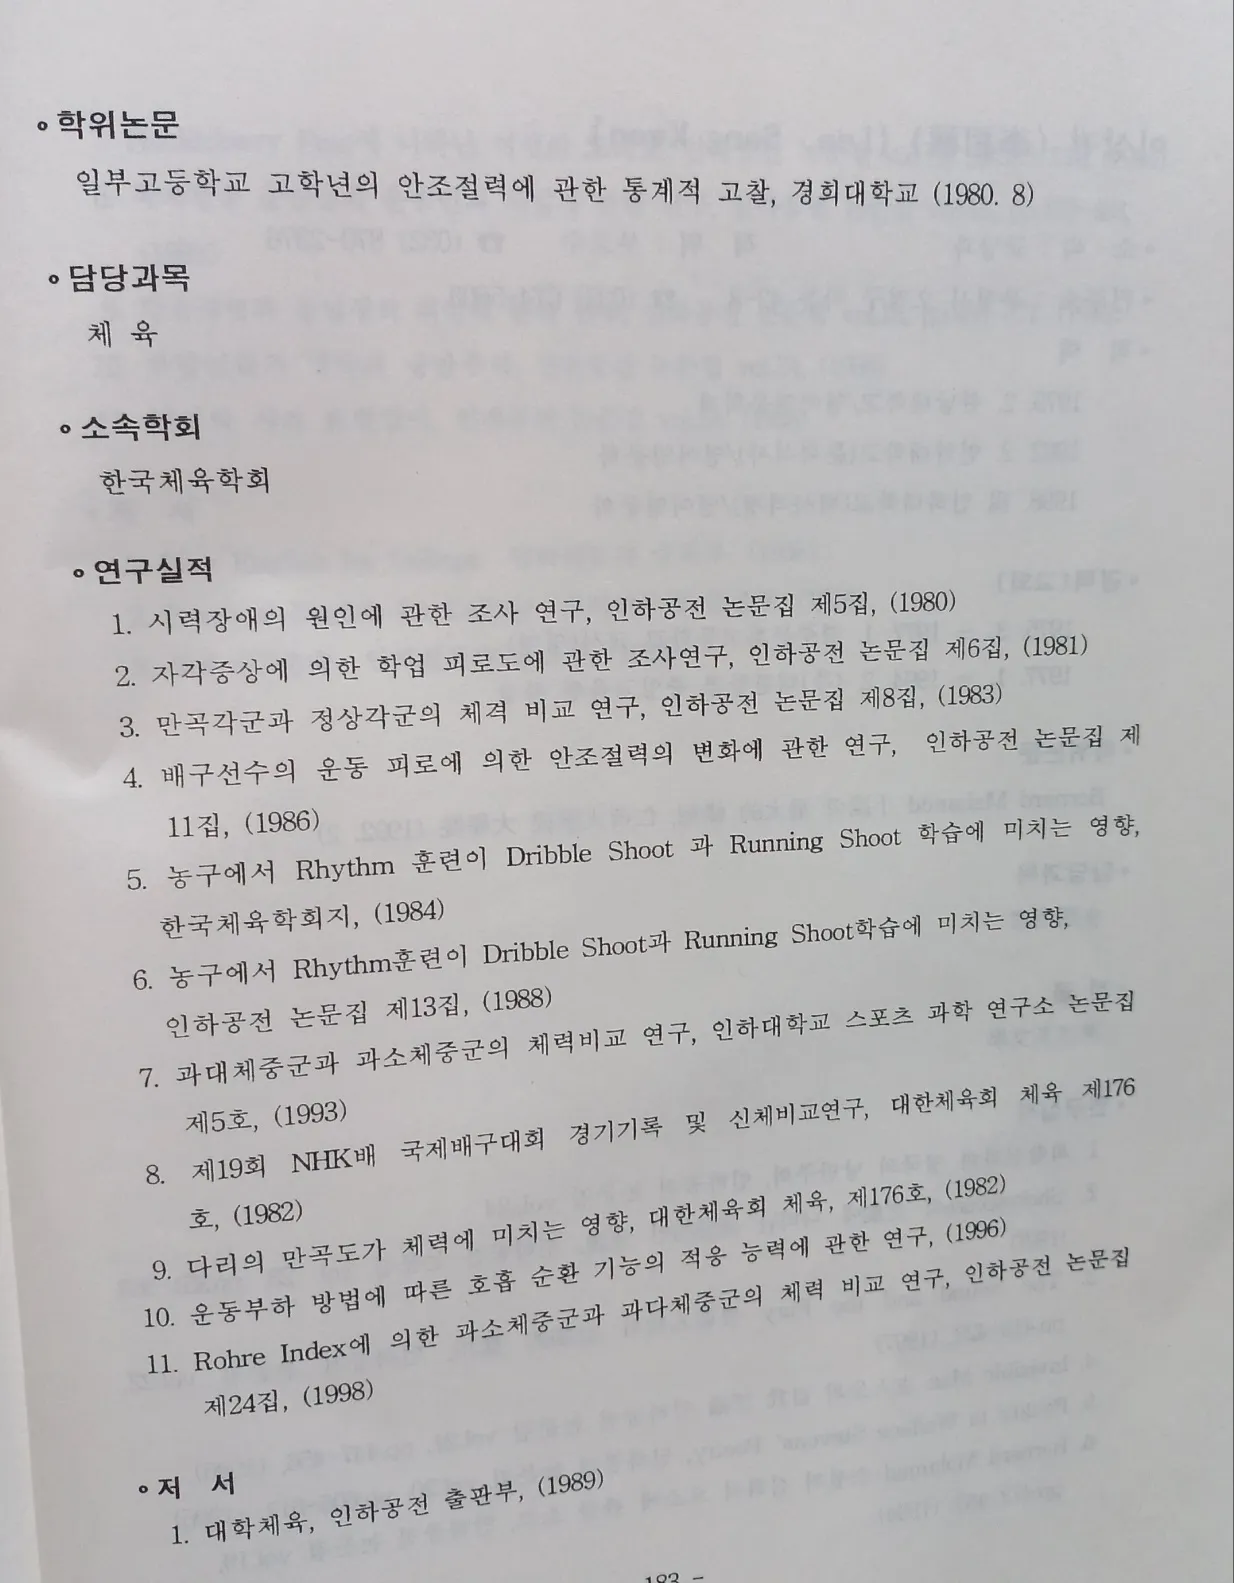 ∘ 학위논문
일부고등학교 고학년의 안조절력에 관한 통계적 고찰, 경희대학교 (1980. 8)
∘ 담당과목
체 육
∘ 소속학회
한국체육학회
∘ 연구실적
1. 시력장애의 원인에 관한 조사 연구, 인하공전 논문집 제5집, (1980)
2. 자각증상에 의한 학업 피로도에 관한 조사연구, 인하공전 논문집 제6집, (1981)
3. 만곡각군과 정상각군의 체격 비교 연구, 인하공전 논문집 제8집, (1983)
4. 배구선수의 운동 피로에 의한 안조절력의 변화에 관한 연구, 인하공전 논문집 제
11집, (1986)
5. 농구에서 Rhythm 훈련이 Dribble Shoot 과 Running Shoot 학습에 미치는 영향,
한국체육학회지, (1984)
6. 농구에서 Rhythm훈련이 Dribble Shoot과 Running Shoot학습에 미치는 영향,
인하공전 논문집 제13집, (1988)
7. 과대체중군과 과소체중군의 체력비교 연구, 인하대학교 스포츠 과학 연구소 논문집
제5호, (1993)
8. 제19회 NHK배 국제배구대회 경기기록 및 신체비교연구, 대한체육회 체육 제176
호, (1982)
9. 다리의 만곡도가 체력에 미치는 영향, 대한체육회 체육, 제176호, (1982)
10. 운동부하 방법에 따른 호흡 순환 기능의 적응 능력에 관한 연구, (1996)
11. Rohre Index에 의한 과소체중군과 과다체중군의 체력 비교 연구, 인하공전 논문집
제24집, (1998)
∘ 저 서
1. 대학체육, 인하공전 출판부, (1989)
183 -